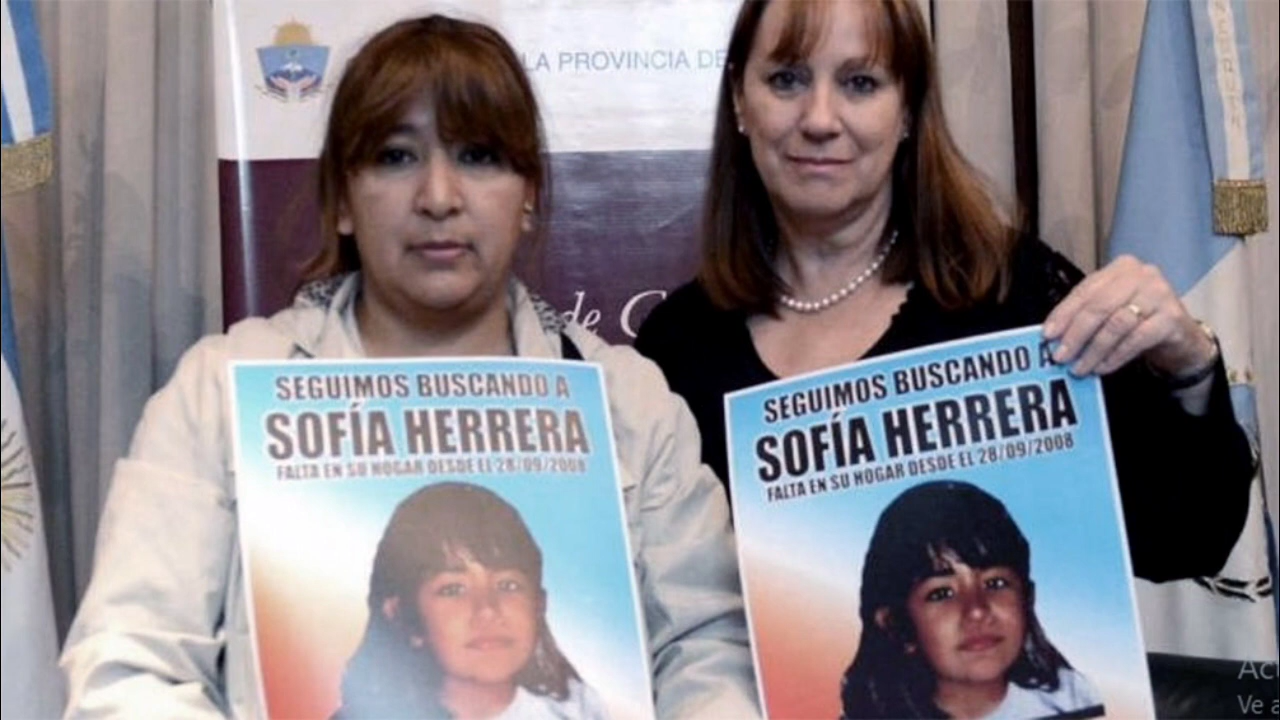 LA PROVINCIA DE
de C
SEGUIMOS BUSCANDO A
SOFÍA HERRERA
FALTA EN SU HOGAR DESDE EL 28/09/2008
SEGUIMOS BUSCANDO A
SOFÍA HERRERA
FALTA EN SU HOGAR DESDE EL 28/09/2008
Ve a